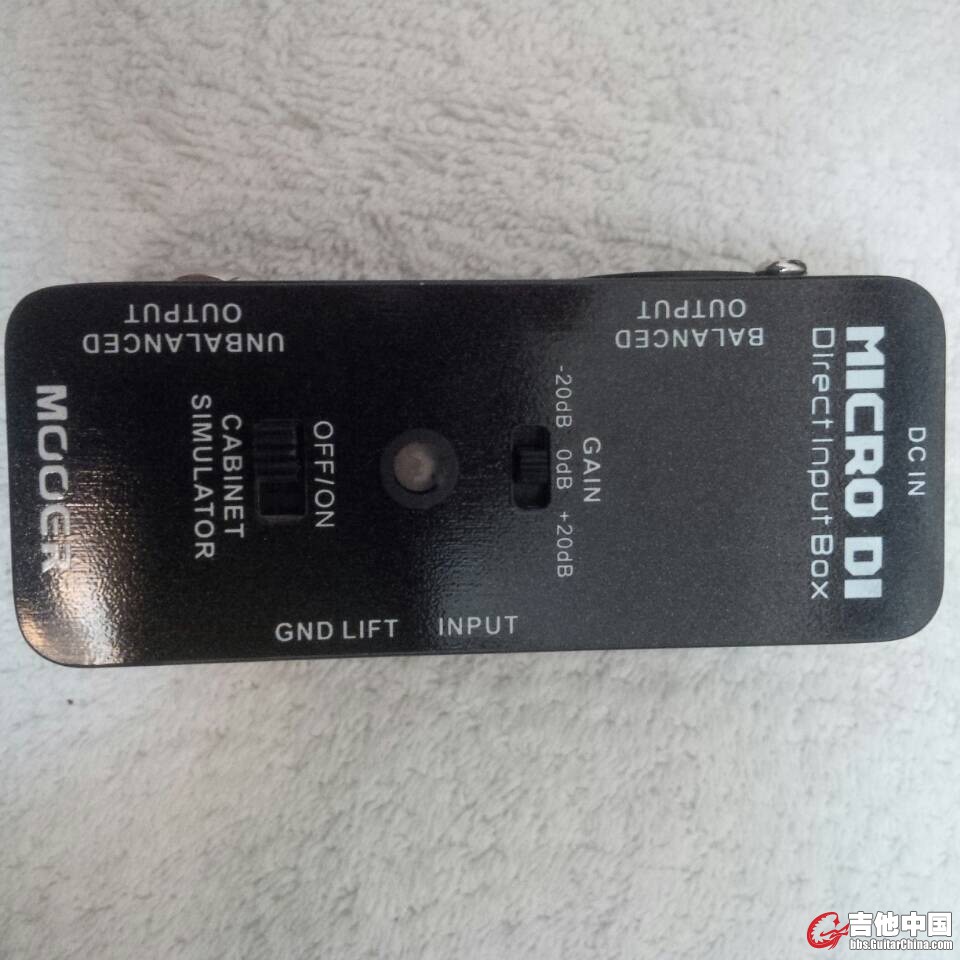 DC IN
MICRO DI
Direct Input Box
BALANCED
OUTPUT
GAIN
-20dB 0dB +20dB
INPUT
OFF/ON
CABINET
SIMULATOR
GND LIFT
UNBALANCED
OUTPUT
MOOER
吉他中国
bbs.GuitarChina.com